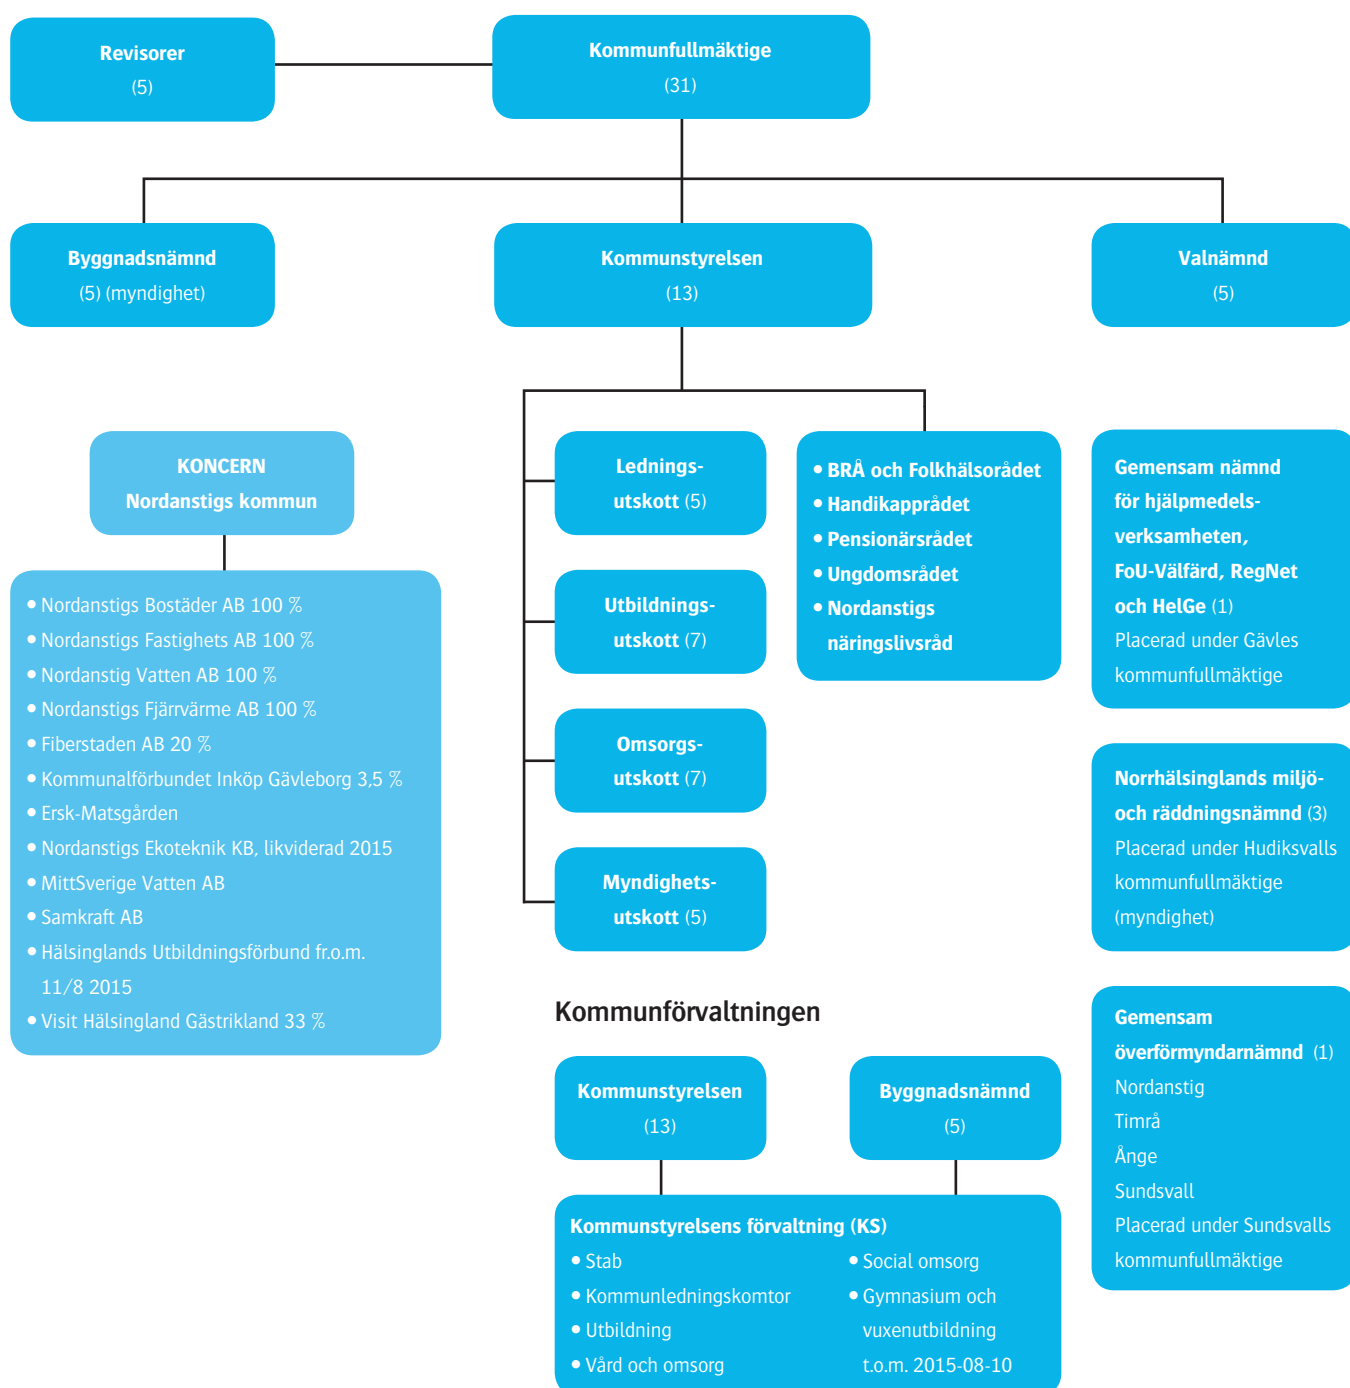 Revisorer
(5)
Kommunfullmäktige
(31)
Byggnadsnämnd
(5) (myndighet)
Kommunstyrelsen
(13)
Valnämnd
(5)
KONCERN
Nordanstigs kommun
• Nordanstigs Bostäder AB 100 %
• Nordanstigs Fastighets AB 100 %
• Nordanstig Vatten AB 100 %
• Nordanstigs Fjärrvärme AB 100 %
• Fiberstaden AB 20 %
• Kommunalförbundet Inköp Gävleborg 3,5 %
• Ersk-Matsgården
• Nordanstigs Ekoteknik KB, likviderad 2015
• MittSverige Vatten AB
• Samkraft AB
• Hälsinglands Utbildningsförbund fr.o.m.
11/8 2015
• Visit Hälsingland Gästrikland 33 %
Lednings-
utskott (5)
Utbildnings-
utskott (7)
Omsorgs-
utskott (7)
Myndighets-
utskott (5)
• BRÅ och Folkhälsorådet
• Handikapprådet
• Pensionärsrådet
• Ungdomsrådet
• Nordanstigs
näringslivsråd
Gemensam nämnd
för hjälpmedels-
verksamheten,
FoU-Välfärd, RegNet
och HelGe (1)
Placerad under Gävles
kommunfullmäktige
Norrhälsinglands miljö-
och räddningsnämnd (3)
Placerad under Hudiksvalls
kommunfullmäktige
(myndighet)
Gemensam
överförmyndarnämnd (1)
Nordanstig
Timrå
Ånge
Sundsvall
Placerad under Sundsvalls
kommunfullmäktige
Kommunförvaltningen
Kommunstyrelsen
(13)
Byggnadsnämnd
(5)
Kommunstyrelsens förvaltning (KS)
• Stab
• Kommunledningskomtor
• Utbildning
• Vård och omsorg
• Social omsorg
• Gymnasium och
vuxenutbildning
t.o.m. 2015-08-10